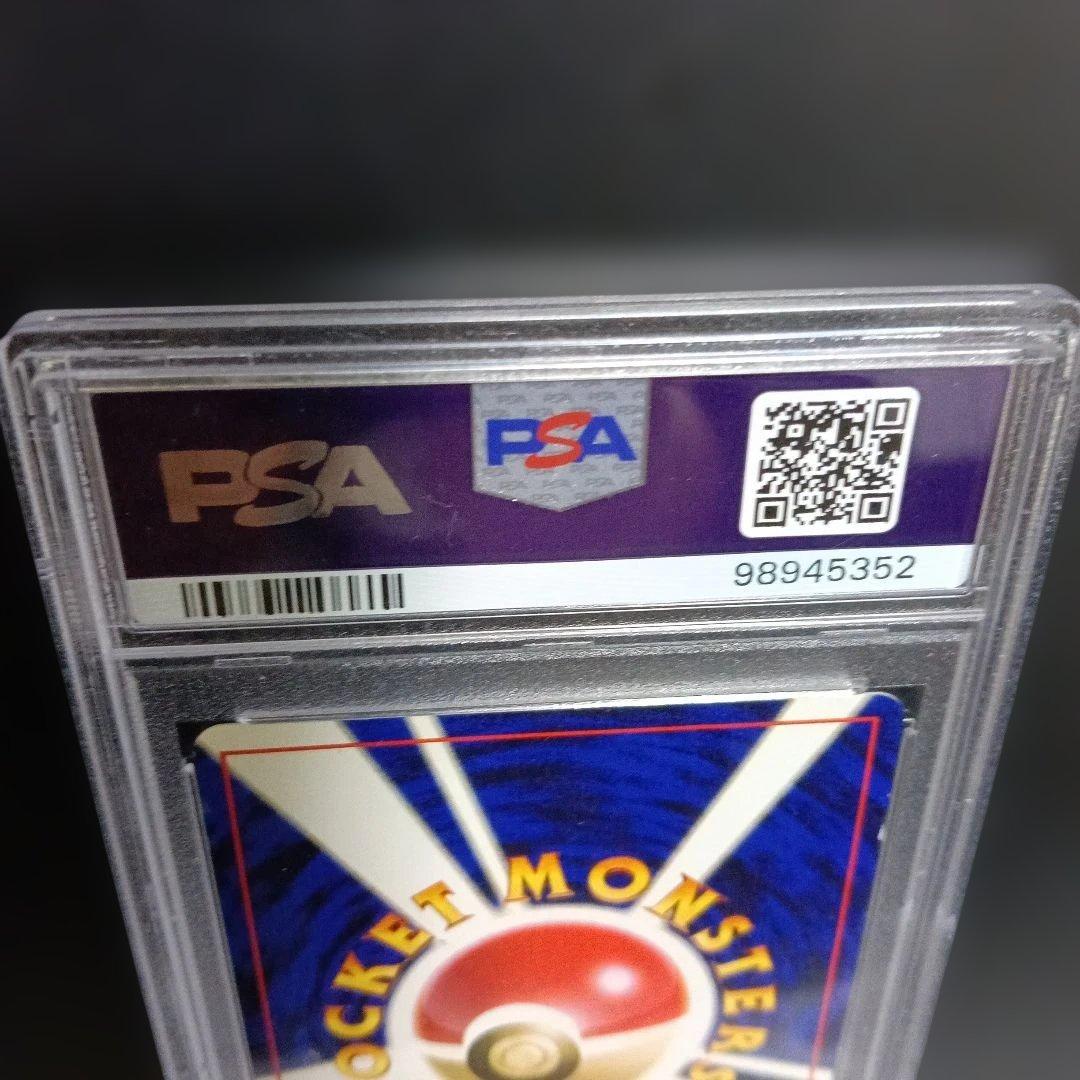 PSA
PSA
98945352
POCKET MONSTERS